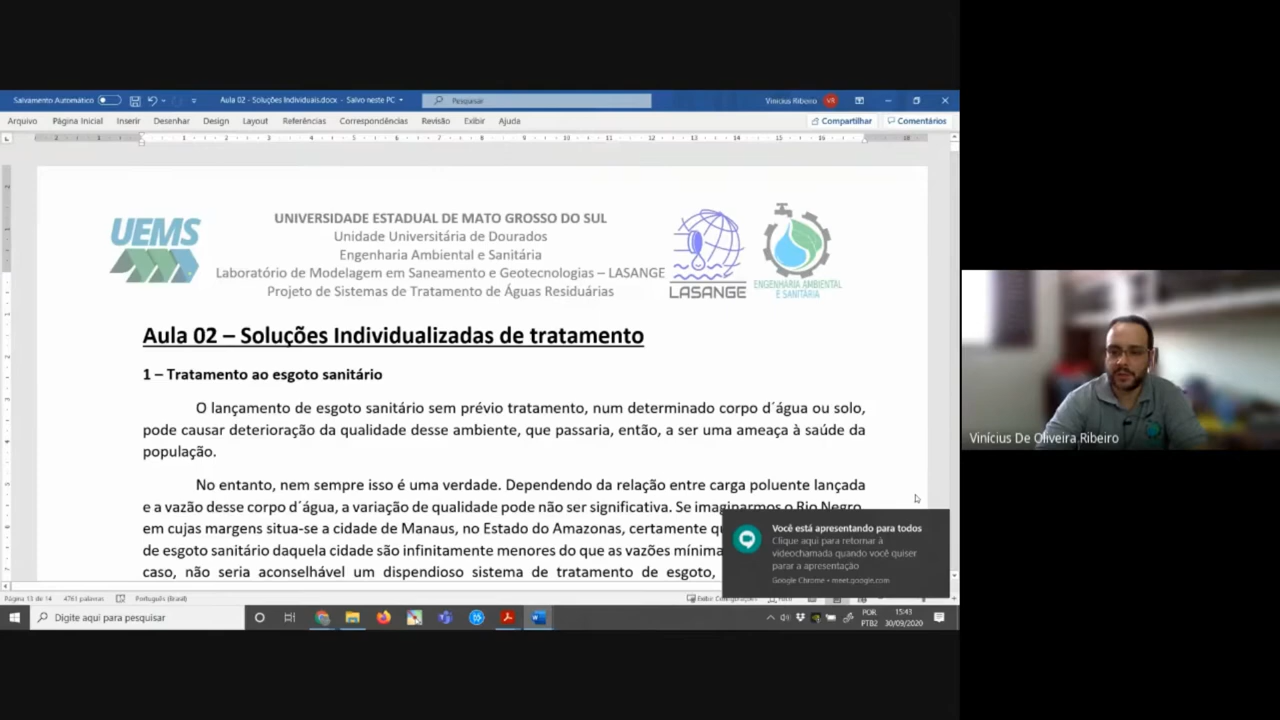 Salvamento Automático
Aula 02 - Soluções Individuais.docx - Salvo neste PC
Pesquisar
Vinicius Ribeiro
VR
Arquivo Página Inicial Inserir Desenhar Design Layout Referências Correspondências Revisão Exibir Ajuda
Compartilhar
Comentários
UEMS
UNIVERSIDADE ESTADUAL DE MATO GROSSO DO SUL
Unidade Universitária de Dourados
Engenharia Ambiental e Sanitária
Laboratório de Modelagem em Saneamento e Geotecnologias – LASANGE
Projeto de Sistemas de Tratamento de Águas Residuárias
LASANGE
ENGENHARIA AMBIENTAL
E SANITÁRIA
Aula 02 – Soluções Individualizadas de tratamento
1 – Tratamento ao esgoto sanitário
O lançamento de esgoto sanitário sem prévio tratamento, num determinado corpo d´água ou solo,
pode causar deterioração da qualidade desse ambiente, que passaria, então, a ser uma ameaça à saúde da
população.
No entanto, nem sempre isso é uma verdade. Dependendo da relação entre carga poluente lançada
e a vazão desse corpo d´água, a variação de qualidade pode não ser significativa. Se imaginarmos o Rio Negro,
em cujas margens situa-se a cidade de Manaus, no Estado do Amazonas, certamente
de esgoto sanitário daquela cidade são infinitamente menores do que as vazões
caso, não seria aconselhável um dispendioso sistema de tratamento de esgoto,
Você está apresentando para todos
Clique aqui para retornar à
videochamada quando você quiser
parar a apresentação
Google Chrome • meet.google.com
Página 13 de 14 4761 palavras Português (Brasil)
Digite aqui para pesquisar
POR
PTB2
15:43
30/09/2020
Vinícius De Oliveira Ribeiro